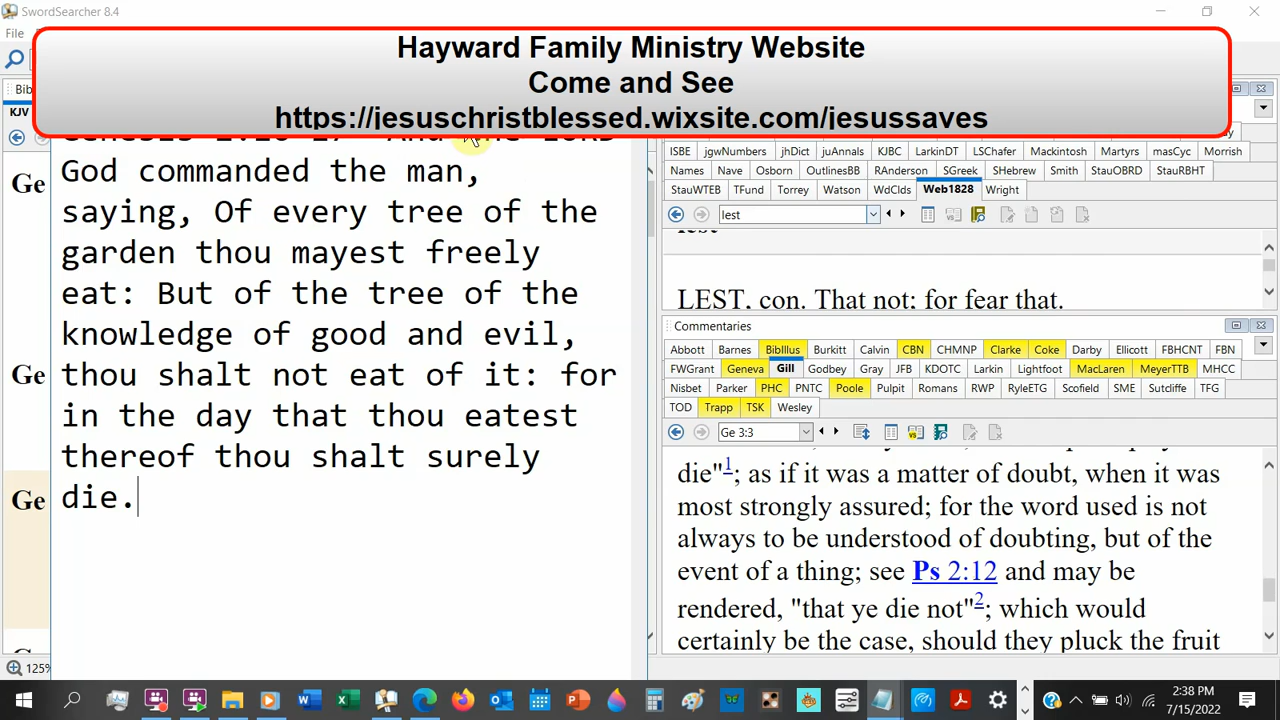 SwordSearcher 8.4
File
Hayward Family Ministry Website
Come and See
https://jesuschristblessed.wixsite.com/jesussaves
Bib
KJV
Ge
Ge
Ge
God commanded the man,
saying, Of every tree of the
garden thou mayest freely
eat: But of the tree of the
knowledge of good and evil,
thou shalt not eat of it: for
in the day that thou eatest
thereof thou shalt surely
die.
125%
ISBE jgwNumbers jhDict juAnnals KJBC LarkinDT LSChafer Mackintosh Martyrs masCyc Morrish
Names Nave Osborn OutlinesBB RAnderson SGreek SHebrew Smith StauOBRD StauRBHT
StauWTEB TFund Torrey Watson WdClds Web1828 Wright
lest
LEST, con. That not; for fear that.
Commentaries
Abbott Barnes BibIllus Burkitt Calvin CBN CHMNP Clarke Coke Darby Ellicott FBHCNT FBN
FWGrant Geneva Gill Godbey Gray JFB KDOTC Larkin Lightfoot MacLaren MeyerTTB MHCC
Nisbet Parker PHC PNTC Poole Pulpit Romans RWP RyleETG Scofield SME Sutcliffe TFG
TOD Trapp TSK Wesley
Ge 3:3
die"1; as if it was a matter of doubt, when it was
most strongly assured; for the word used is not
always to be understood of doubting, but of the
event of a thing; see Ps 2:12 and may be
rendered, "that ye die not"2; which would
certainly be the case, should they pluck the fruit
2:38 PM
7/15/2022